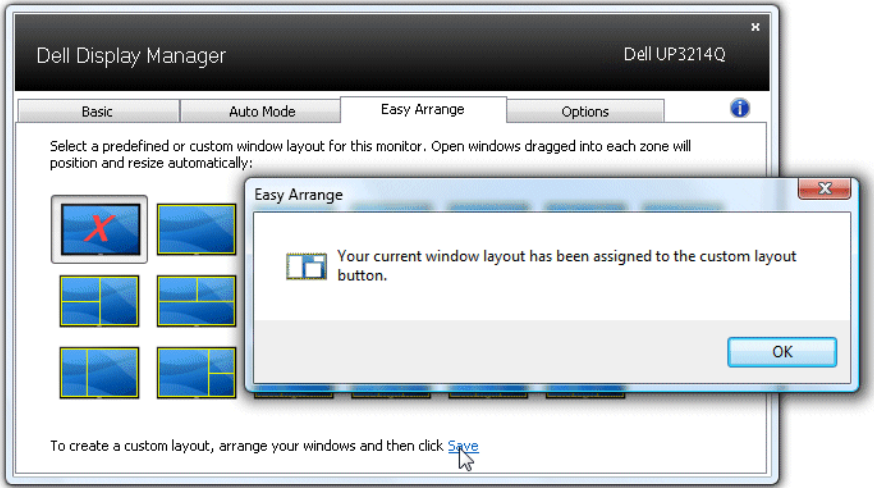 Dell Display Manager
Dell UP3214Q
Basic
Auto Mode
Easy Arrange
Options
Select a predefined or custom window layout for this monitor. Open windows dragged into each zone will
position and resize automatically:
Easy Arrange
Your current window layout has been assigned to the custom layout
button.
OK
To create a custom layout, arrange your windows and then click Save